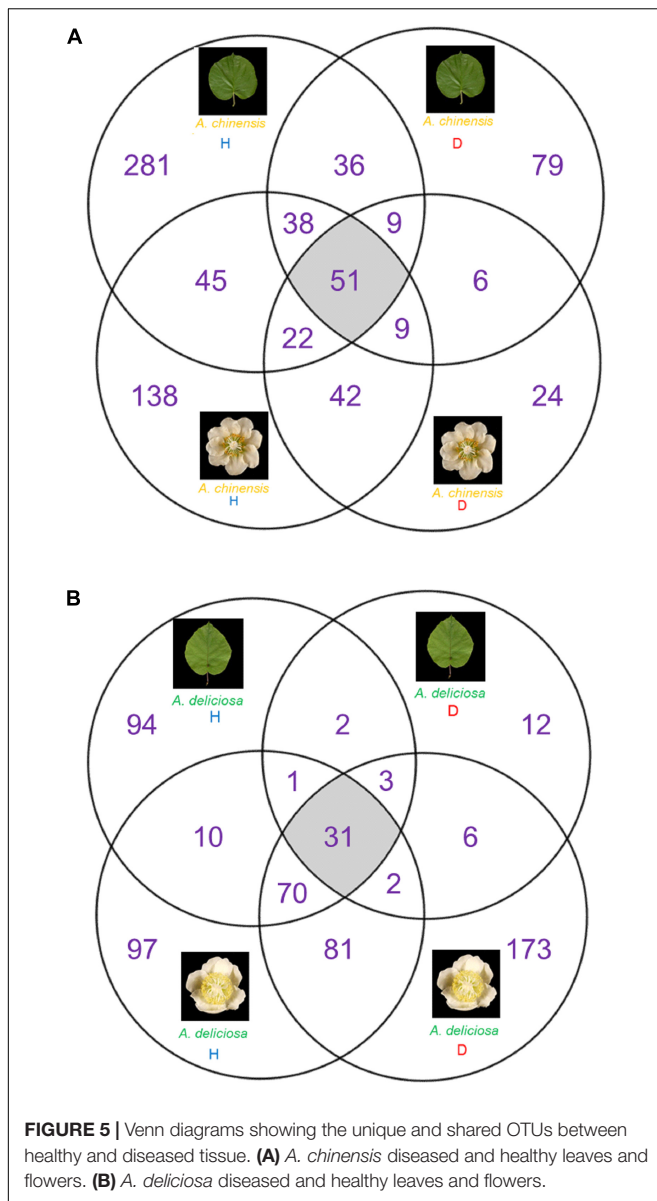 A
A. chinensis
H
A. chinensis
D
281
36
79
38
9
45
51
6
22
9
138
42
24
A. chinensis
H
A. chinensis
D
B
A. deliciosa
H
A. deliciosa
D
94
2
12
1
3
10
31
6
70
2
97
81
173
A. deliciosa
H
A. deliciosa
D
FIGURE 5 | Venn diagrams showing the unique and shared OTUs between
healthy and diseased tissue. (A) A. chinensis diseased and healthy leaves and
flowers. (B) A. deliciosa diseased and healthy leaves and flowers.